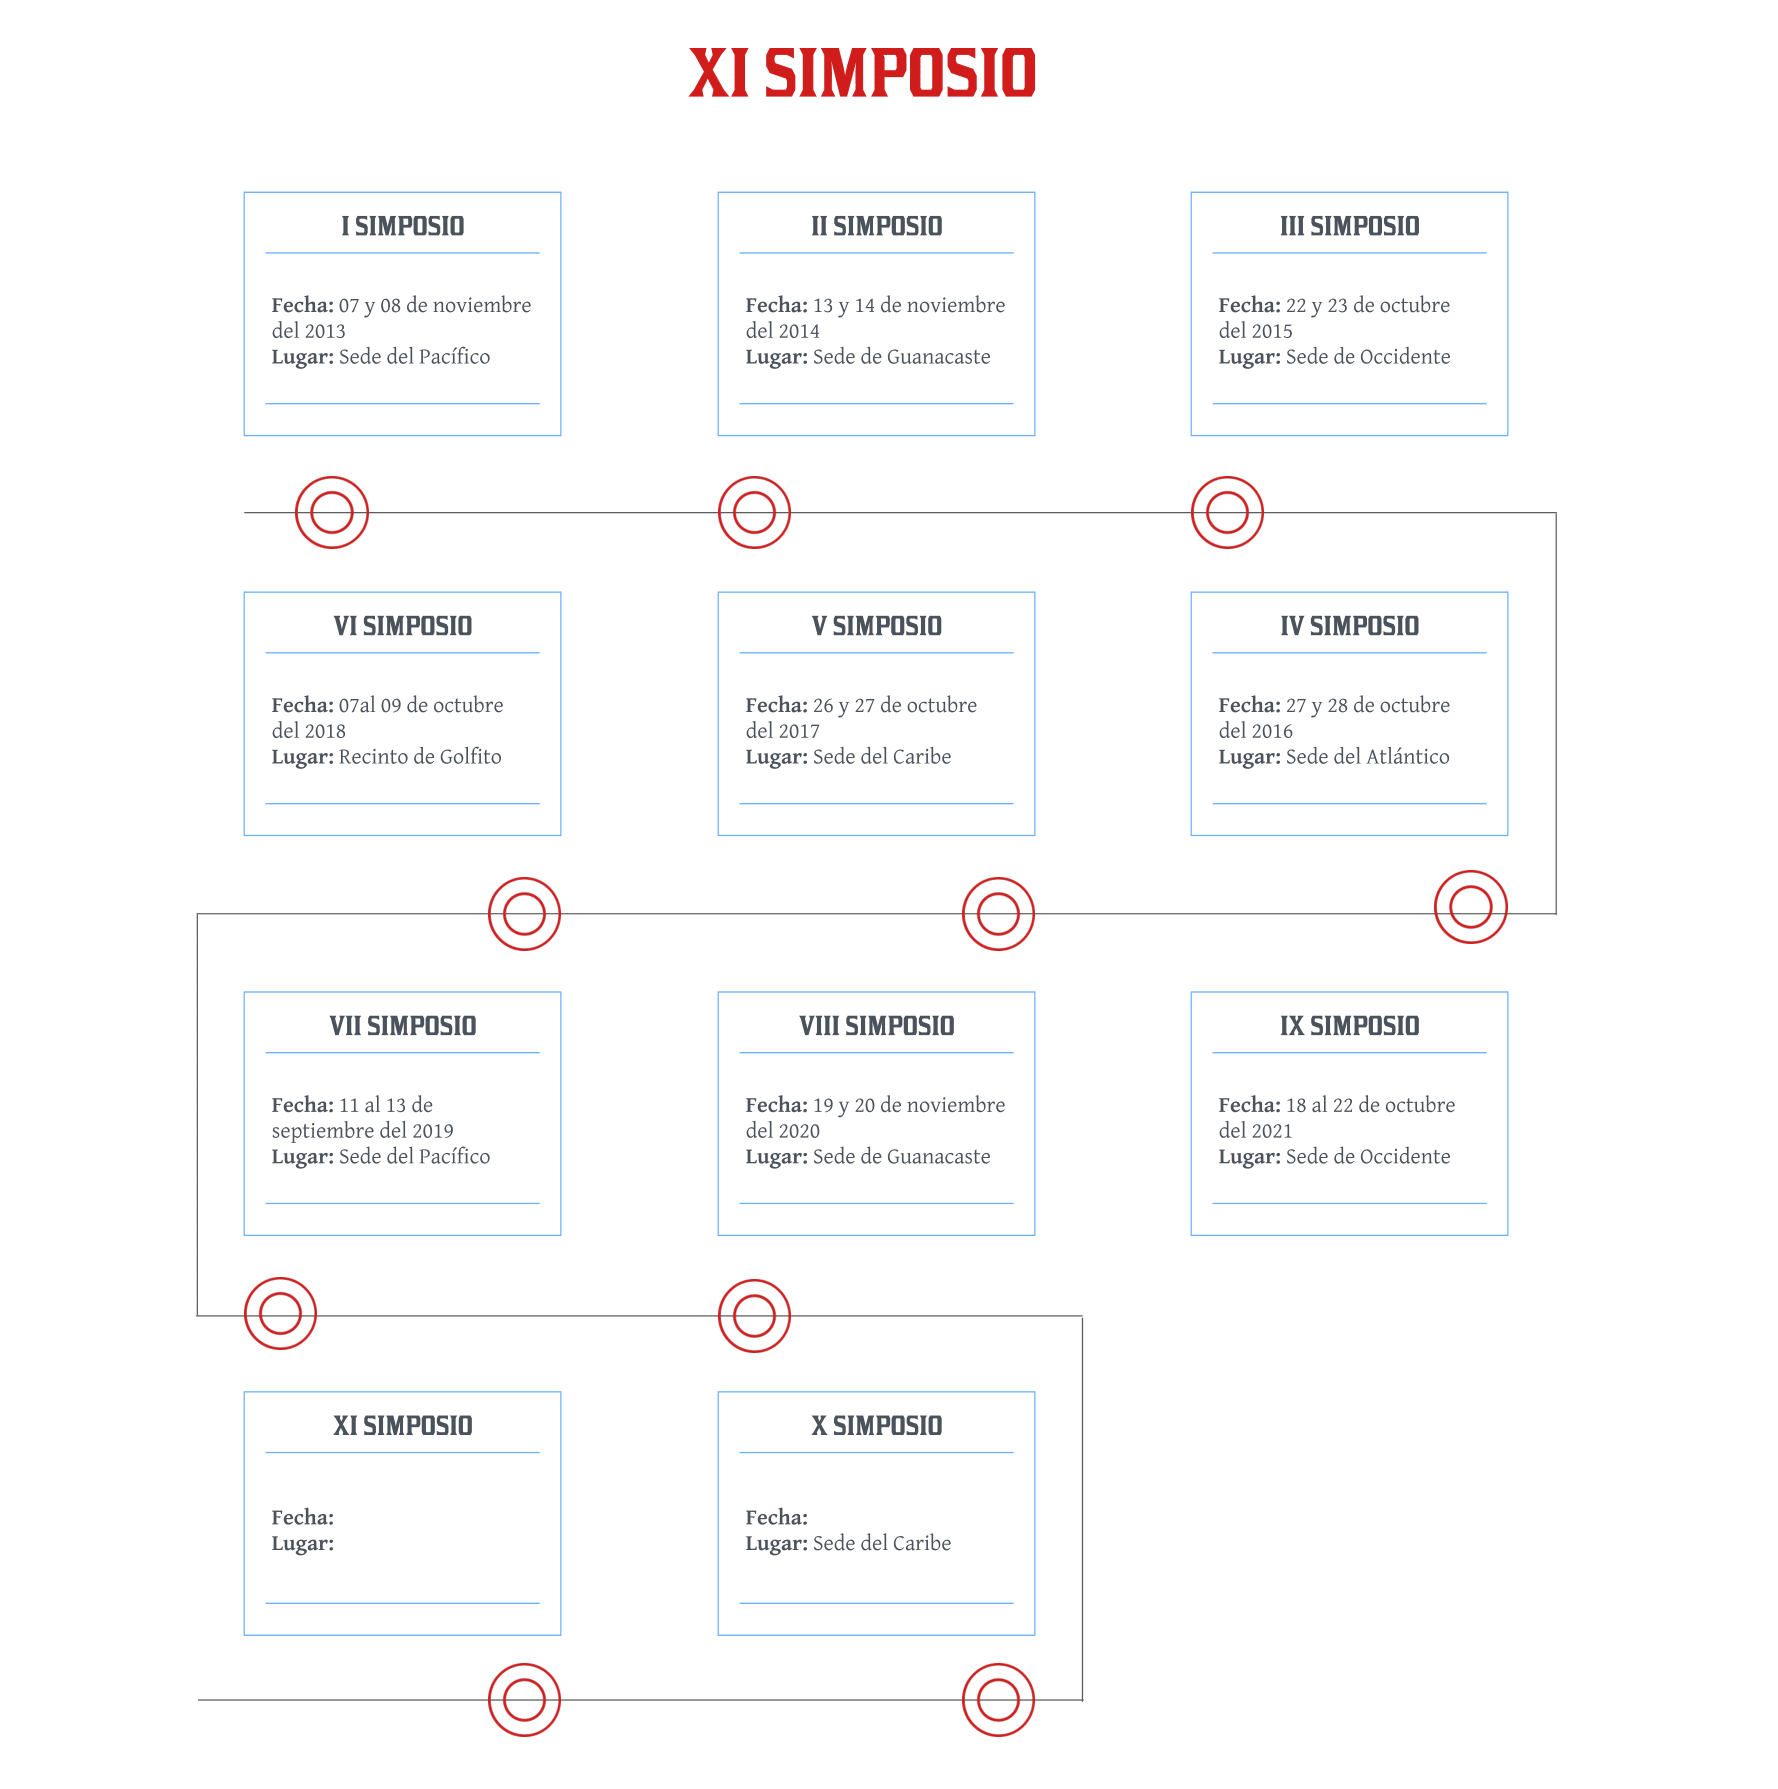 XI SIMPOSIO
I SIMPOSIO
Fecha: 07 y 08 de noviembre
del 2013
Lugar: Sede del Pacífico
II SIMPOSIO
Fecha: 13 y 14 de noviembre
del 2014
Lugar: Sede de Guanacaste
III SIMPOSIO
Fecha: 22 y 23 de octubre
del 2015
Lugar: Sede de Occidente
VI SIMPOSIO
Fecha: 07al 09 de octubre
del 2018
Lugar: Recinto de Golfito
V SIMPOSIO
Fecha: 26 y 27 de octubre
del 2017
Lugar: Sede del Caribe
IV SIMPOSIO
Fecha: 27 y 28 de octubre
del 2016
Lugar: Sede del Atlántico
VII SIMPOSIO
Fecha: 11 al 13 de
septiembre del 2019
Lugar: Sede del Pacífico
VIII SIMPOSIO
Fecha: 19 y 20 de noviembre
del 2020
Lugar: Sede de Guanacaste
IX SIMPOSIO
Fecha: 18 al 22 de octubre
del 2021
Lugar: Sede de Occidente
XI SIMPOSIO
Fecha:
Lugar:
X SIMPOSIO
Fecha:
Lugar: Sede del Caribe